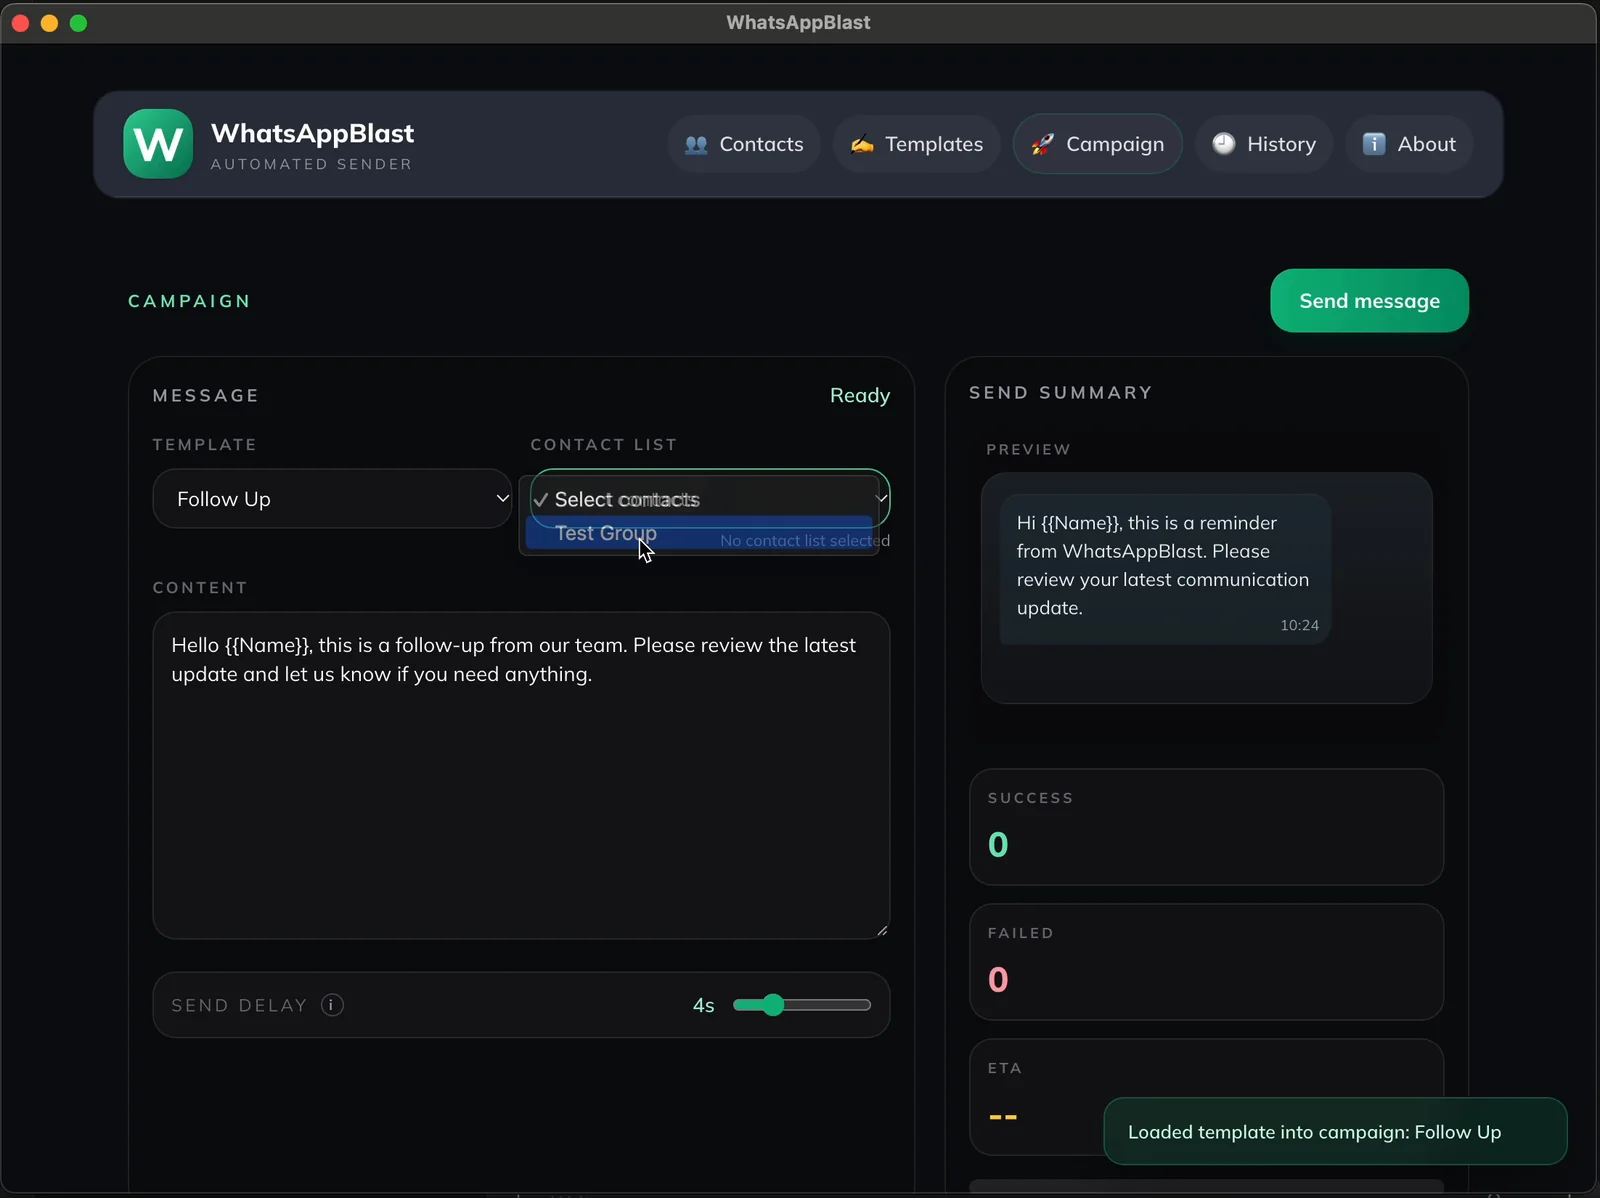 WhatsAppBlast
W
WhatsAppBlast
AUTOMATED SENDER
Contacts
Templates
Campaign
History
About
CAMPAIGN
Send message
MESSAGE
Ready
TEMPLATE
CONTACT LIST
Follow Up
Select contacts
Test Group
No contact list selected
CONTENT
Hello {{Name}}, this is a follow-up from our team. Please review the latest
update and let us know if you need anything.
SEND DELAY
4s
SEND SUMMARY
PREVIEW
Hi {{Name}}, this is a reminder
from WhatsAppBlast. Please
review your latest communication
update.
10:24
SUCCESS
0
FAILED
0
ETA
--
Loaded template into campaign: Follow Up